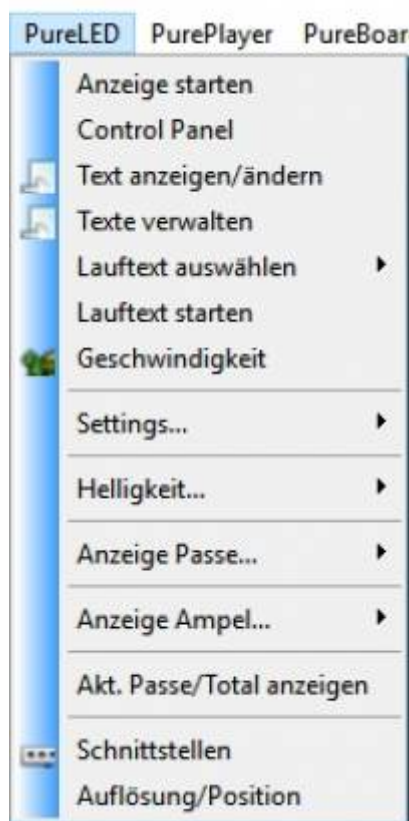 PureLED PurePlayer PureBoar
Anzeige starten
Control Panel
Text anzeigen/ändern
Texte verwalten
Lauftext auswählen
Lauftext starten
Geschwindigkeit
Settings...
Helligkeit...
Anzeige Passe...
Anzeige Ampel...
Akt. Passe/Total anzeigen
Schnittstellen
Auflösung/Position